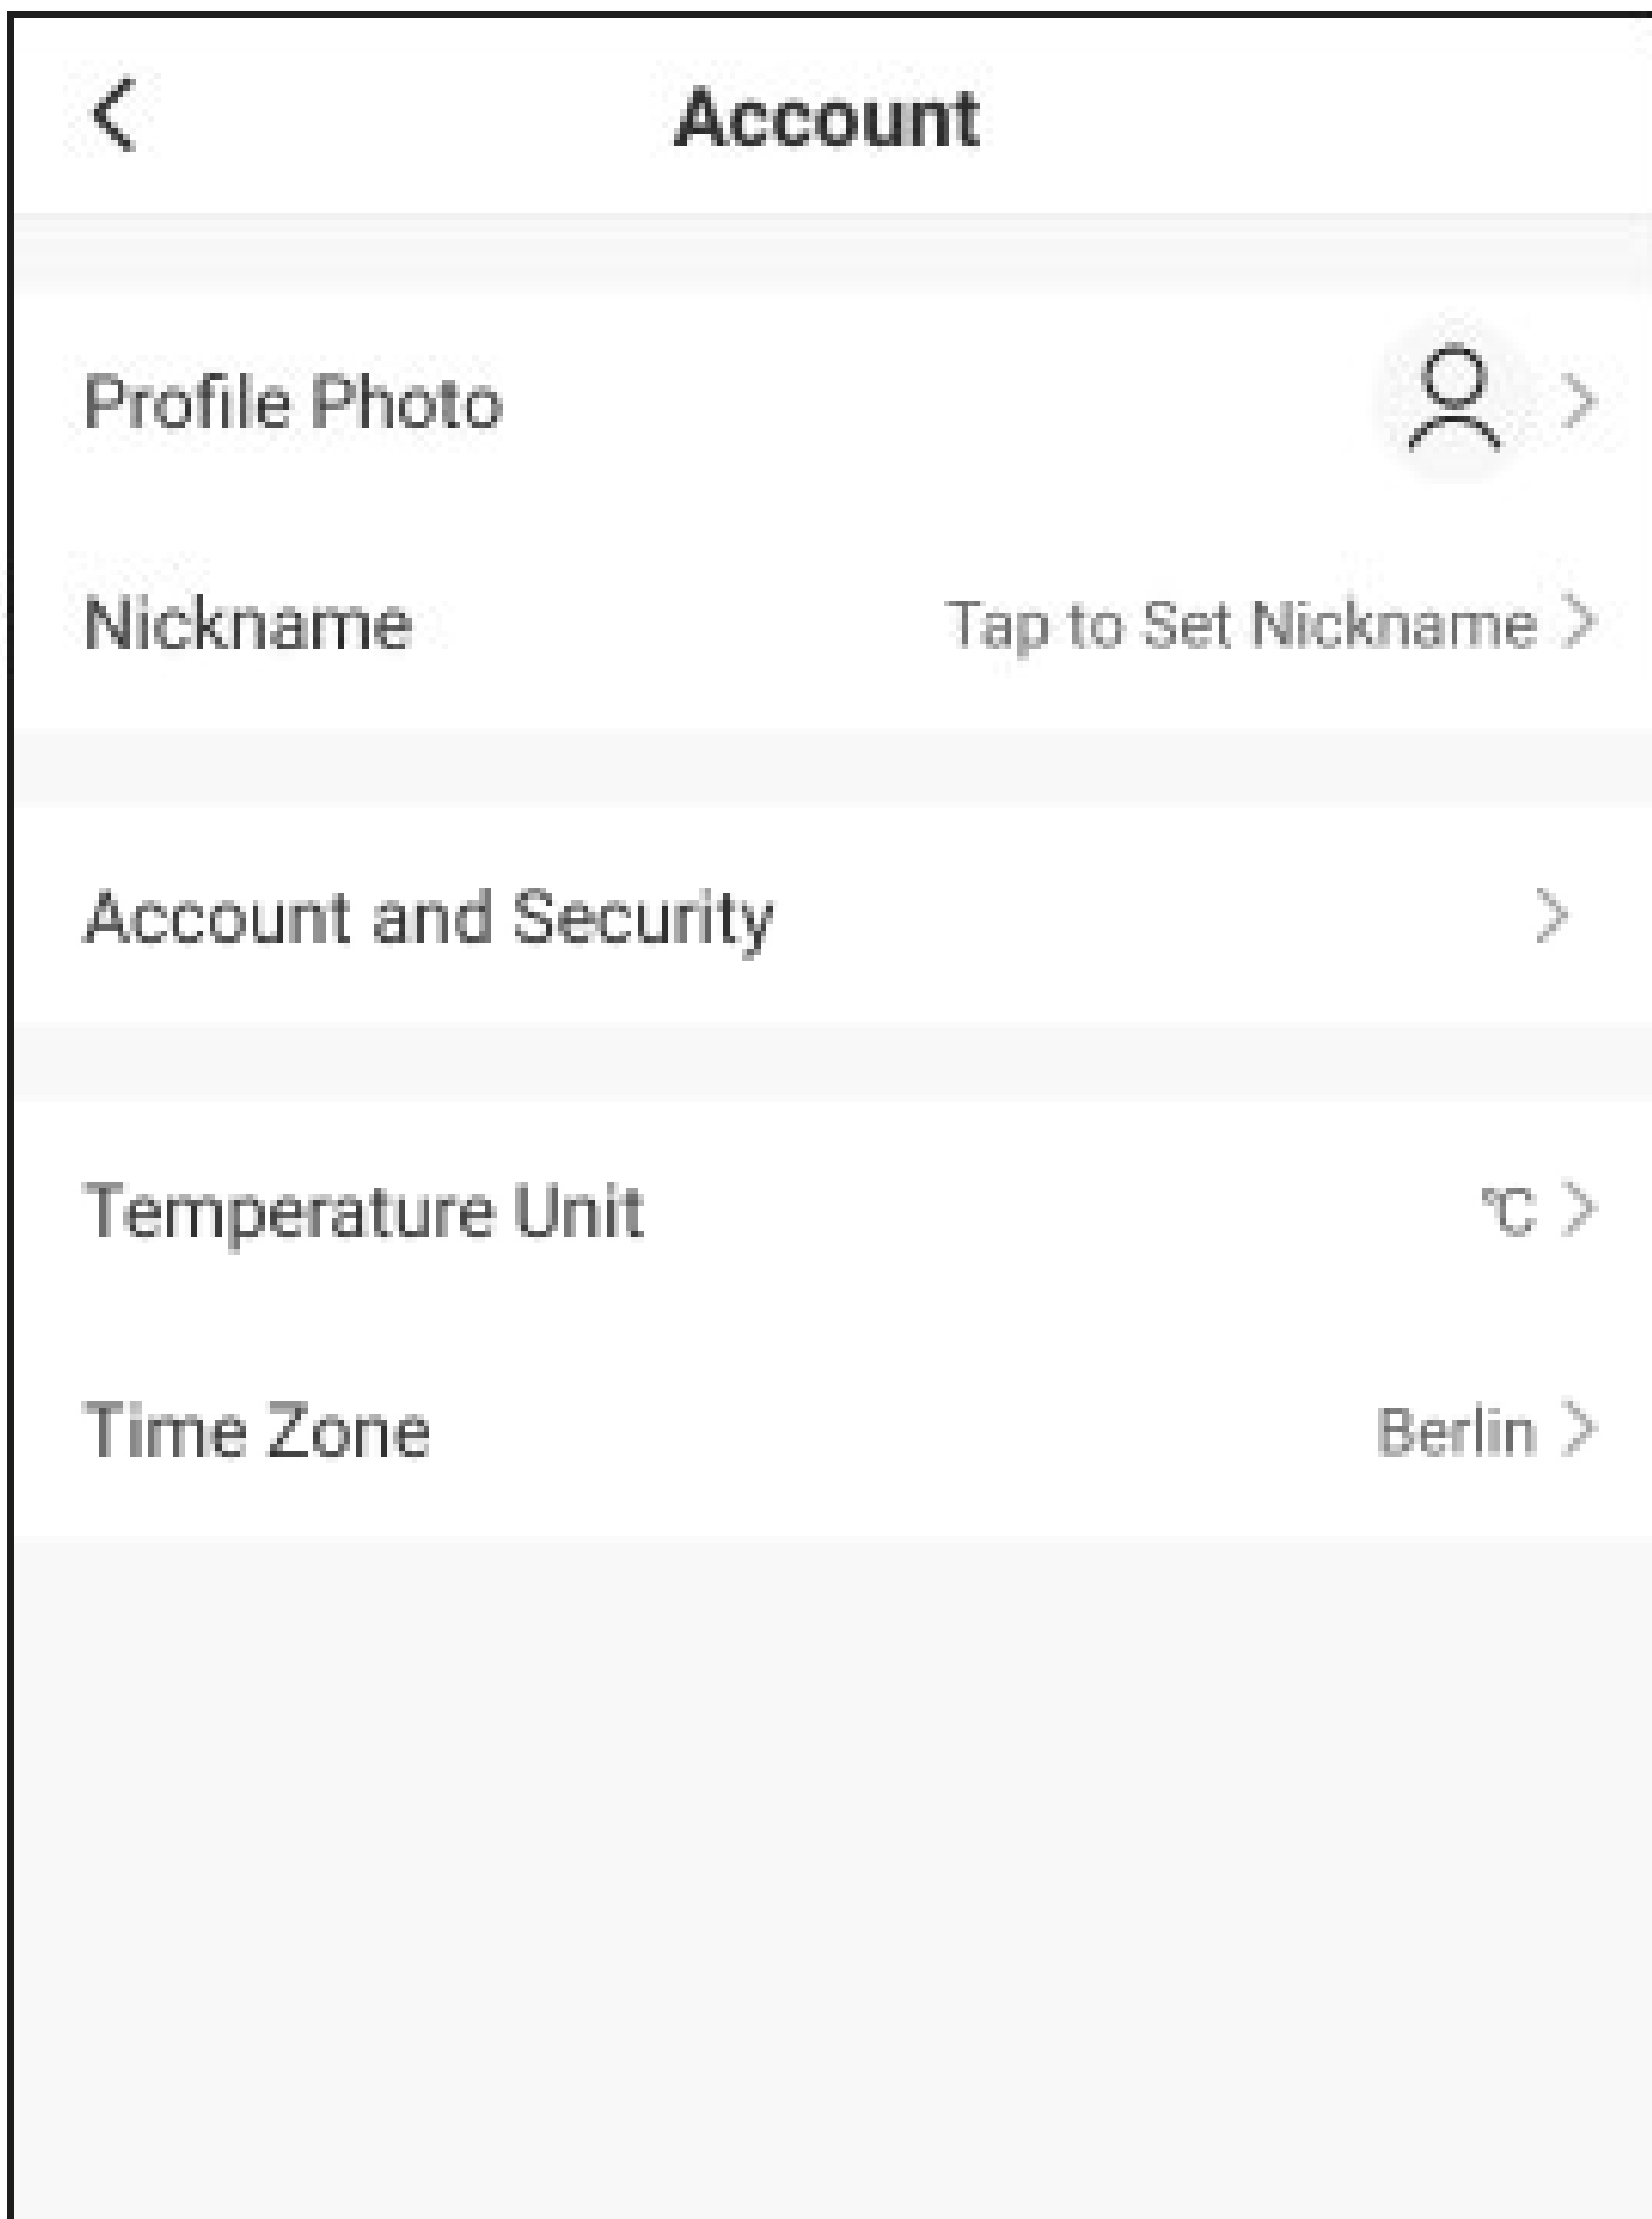 Account
Profile Photo
Nickname Tap to Set Nickname
Account and Security
Temperature Unit ℃
Time Zone Berlin